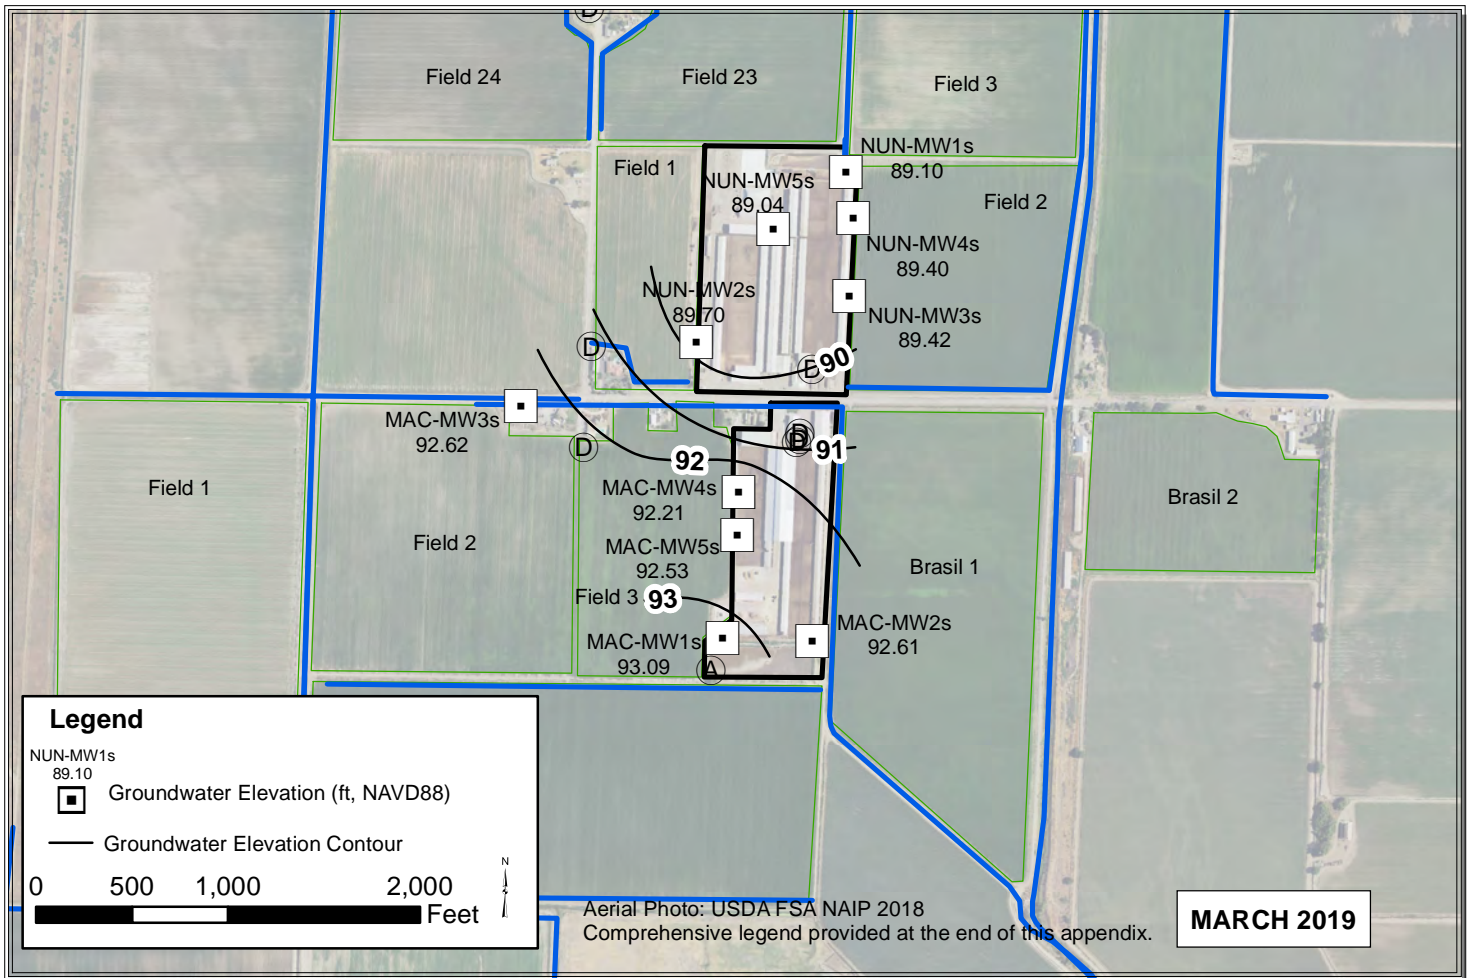 D
Field 24
Field 23
Field 3
NUN-MW1s
89.10
Field 1
NUN-MW5s
89.04
Field 2
NUN-MW4s
89.40
NUN-MW2s
89.70
NUN-MW3s
89.42
D
D
90
MAC-MW3s
92.62
D
D
D
91
92
Field 1
MAC-MW4s
92.21
Brasil 2
Field 2
MAC-MW5s
92.53
Brasil 1
Field 3
93
MAC-MW1s
93.09
MAC-MW2s
92.61
A
Legend
NUN-MW1s
89.10
Groundwater Elevation (ft, NAVD88)
Groundwater Elevation Contour
N
0 500 1,000 2,000
Feet
Aerial Photo: USDA FSA NAIP 2018
Comprehensive legend provided at the end of this appendix.
MARCH 2019